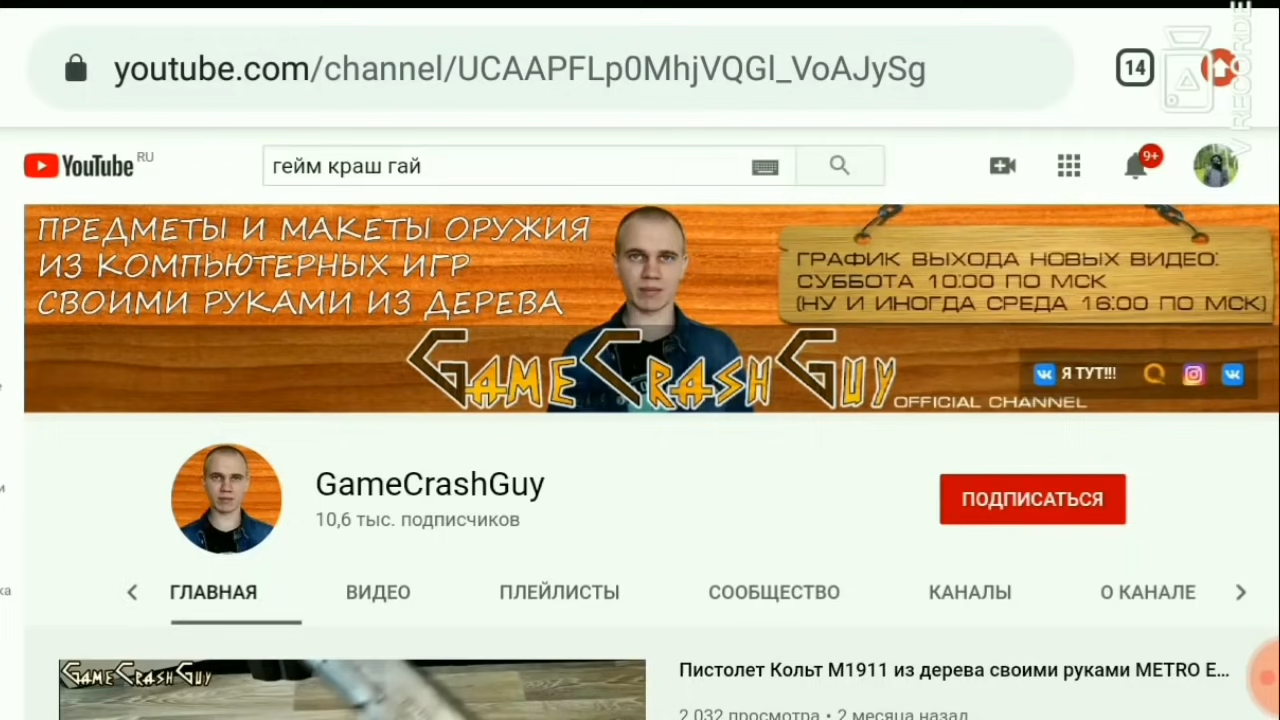 youtube.com/channel/UCAAPFLp0MhjVQGl_VoAJySg
14
V RECORDE
YouTube RU
гейм краш гай
9+
ПРЕДМЕТЫ И МАКЕТЫ ОРУЖИЯ
ИЗ КОМПЬЮТЕРНЫХ ИГР
СВОИМИ РУКАМИ ИЗ ДЕРЕВА
ГРАФИК ВЫХОДА НОВЫХ ВИДЕО:
СУББОТА 10:00 ПО МСК
(НУ И ИНОГДА СРЕДА 16:00 ПО МСК)
GAMECRASHGUY
OFFICIAL CHANNEL
Я ТУТ!!!
GameCrashGuy
10,6 тыс. подписчиков
ПОДПИСАТЬСЯ
ГЛАВНАЯ
ВИДЕО
ПЛЕЙЛИСТЫ
СООБЩЕСТВО
КАНАЛЫ
О КАНАЛЕ
GAMECRASHGUY
Пистолет Кольт М1911 из дерева своими руками METRO E...
2 032 просмотра • 2 месяца назад